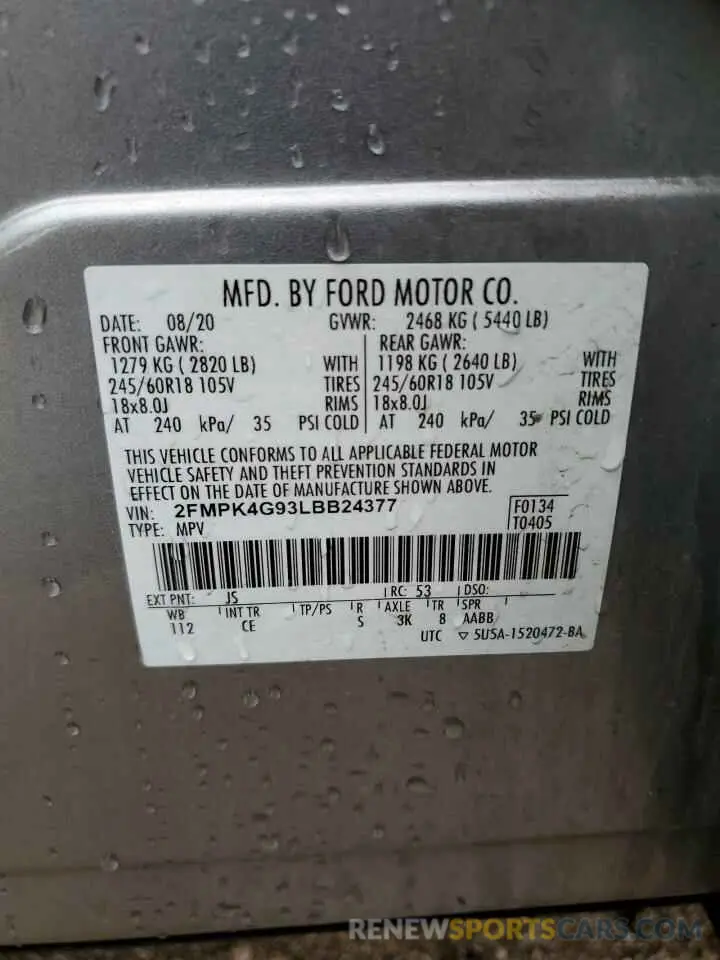 MFD. BY FORD MOTOR CO.
DATE: 08/20 GVWR: 2468 KG ( 5440 LB)
FRONT GAWR: REAR GAWR:
1279 KG ( 2820 LB) WITH 1198 KG ( 2640 LB) WITH
245/60R18 105V TIRES 245/60R18 105V TIRES
18x8.0J RIMS 18x8.0J RIMS
AT 240 kPa/ 35 PSI COLD AT 240 kPa/ 35 PSI COLD
THIS VEHICLE CONFORMS TO ALL APPLICABLE FEDERAL MOTOR
VEHICLE SAFETY AND THEFT PREVENTION STANDARDS IN
EFFECT ON THE DATE OF MANUFACTURE SHOWN ABOVE.
VIN: 2FMPK4G93LBB24377 F0134
TYPE: MPV T0405
EXT PNT: JS RC: 53 DSO:
WB INT TR TP/PS R AXLE TR SPR
112 CE S 3K 8 AABB
UTC ▽ 5U5A-1520472-BA
RENEWSPORTSCARS.COM